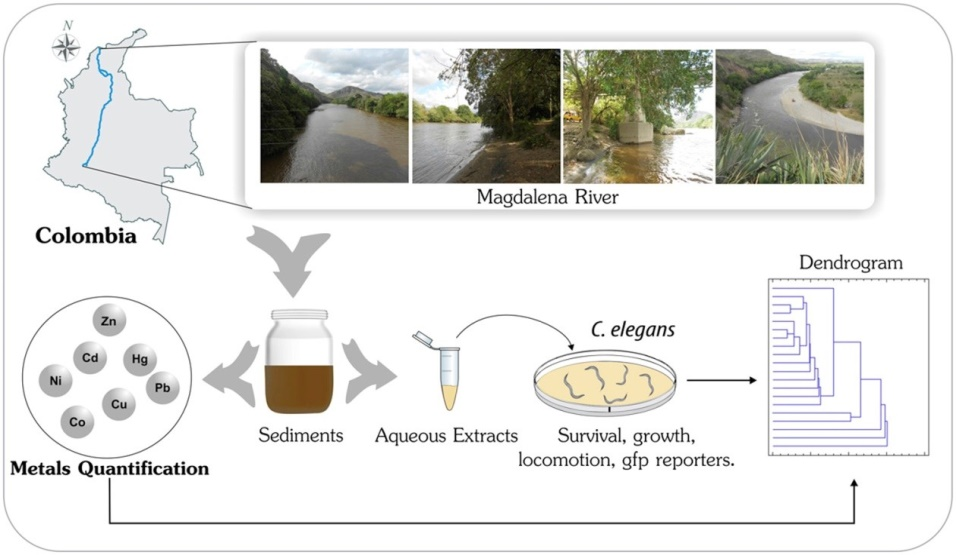 N
Magdalena River
Colombia
Dendrogram
Zn
Cd
Hg
Ni
Pb
Cu
Co
C. elegans
Sediments
Aqueous Extracts
Survival, growth,
locomotion, gfp reporters.
Metals Quantification